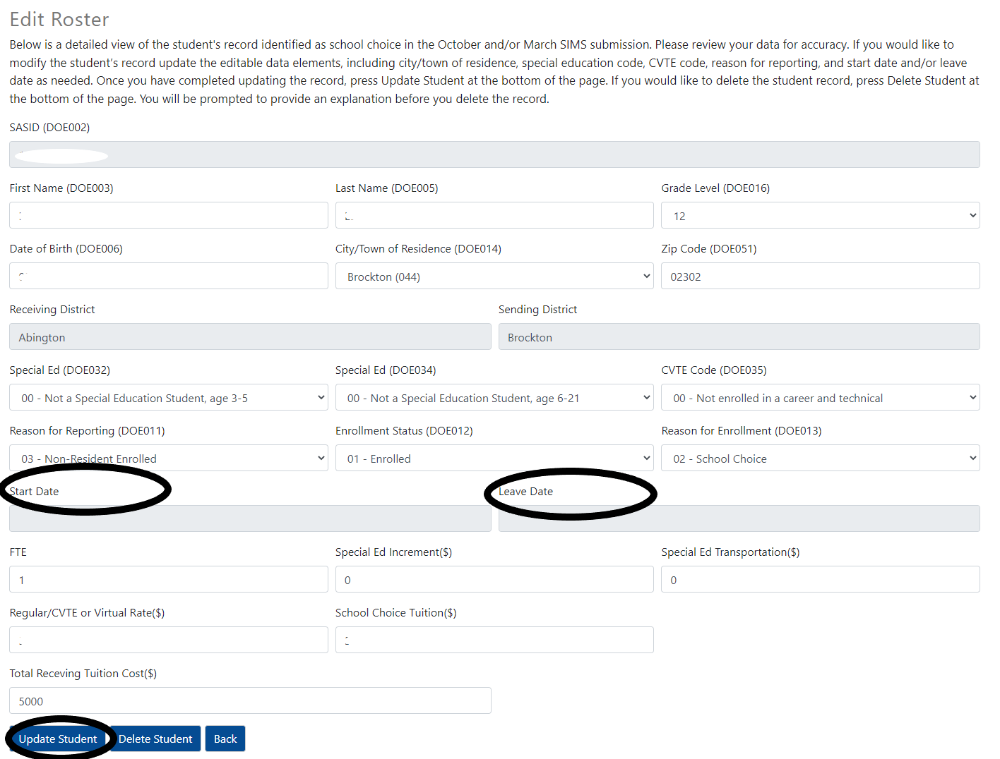 Edit Roster
Below is a detailed view of the student's record identified as school choice in the October and/or March SIMS submission. Please review your data for accuracy. If you would like to
modify the student’s record update the editable data elements, including city/town of residence, special education code, CVTE code, reason for reporting, and start date and/or leave
date as needed. Once you have completed updating the record, press Update Student at the bottom of the page. If you would like to delete the student record, press Delete Student at
the bottom of the page. You will be prompted to provide an explanation before you delete the record.
SASID (DOE002)
First Name (DOE003) Last Name (DOE005) Grade Level (DOE016)
12
Date of Birth (DOE006) City/Town of Residence (DOE014) Zip Code (DOE051)
Brockton (044) 02302
Receiving District Sending District
Abington Brockton
Special Ed (DOE032) Special Ed (DOE034) CVTE Code (DOE035)
00 - Not a Special Education Student, age 3-5 00 - Not a Special Education Student, age 6-21 00 - Not enrolled in a career and technical
Reason for Reporting (DOE011) Enrollment Status (DOE012) Reason for Enrollment (DOE013)
03 - Non-Resident Enrolled 01 - Enrolled 02 - School Choice
Start Date Leave Date
FTE Special Ed Increment($) Special Ed Transportation($)
1 0 0
Regular/CVTE or Virtual Rate($) School Choice Tuition($)
Total Receving Tuition Cost($)
5000
Update Student Delete Student Back